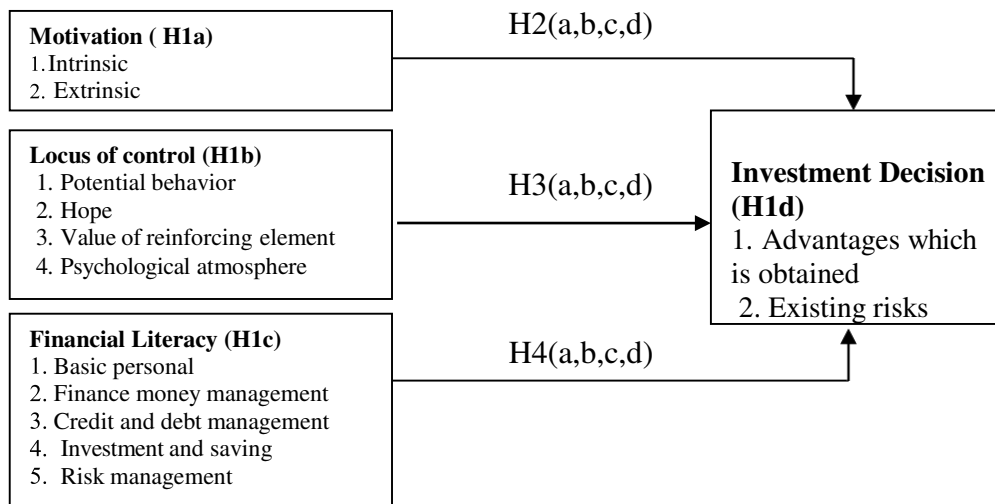 Motivation ( H1a)
1. Intrinsic
2. Extrinsic
H2(a,b,c,d)
Locus of control (H1b)
1. Potential behavior
2. Hope
3. Value of reinforcing element
4. Psychological atmosphere
H3(a,b,c,d)
Investment Decision
(H1d)
1. Advantages which
is obtained
2. Existing risks
Financial Literacy (H1c)
1. Basic personal
2. Finance money management
3. Credit and debt management
4. Investment and saving
5. Risk management
H4(a,b,c,d)